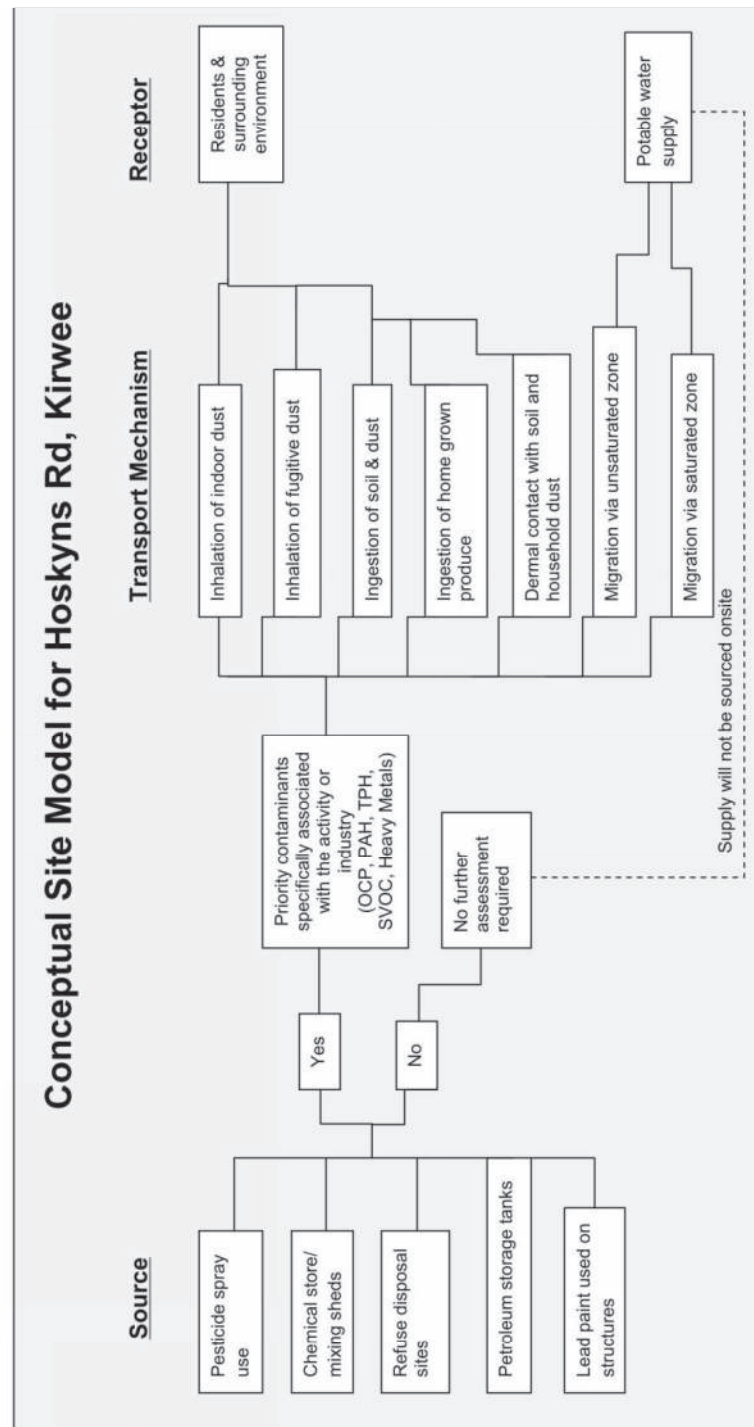 Conceptual Site Model for Hoskyns Rd, Kirwee
Source
Transport Mechanism
Receptor
Pesticide spray
use
Chemical store/
mixing sheds
Refuse disposal
sites
Petroleum storage tanks
Lead paint used on
structures
Yes
No
Priority contaminants
specifically associated
with the activity or
industry
(OCP, PAH, TPH,
SVOC, Heavy Metals)
No further
assessment
required
Inhalation of indoor dust
Inhalation of fugitive dust
Ingestion of soil & dust
Ingestion of home grown
produce
Dermal contact with soil and
household dust
Migration via unsaturated zone
Migration via saturated zone
Residents &
surrounding
environment
Potable water
supply
Supply will not be sourced onsite